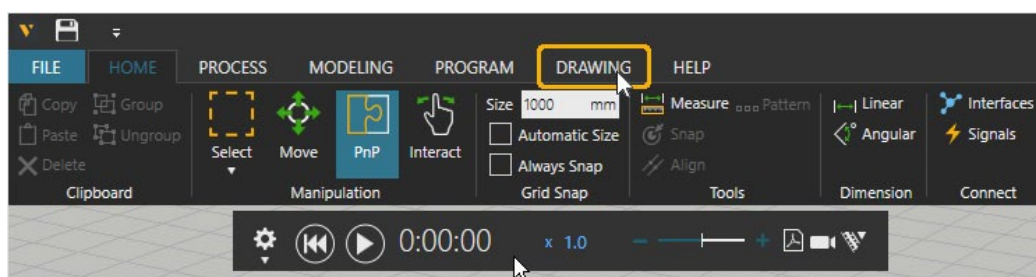 FILE HOME PROCESS MODELING PROGRAM DRAWING HELP
Copy Group Size 1000 mm Measure Pattern Linear Interfaces
Paste Ungroup Select Move PnP Interact Automatic Size Snap Angular Signals
Delete Always Snap Align
Clipboard Manipulation Grid Snap Tools Dimension Connect
0:00:00 x 1.0